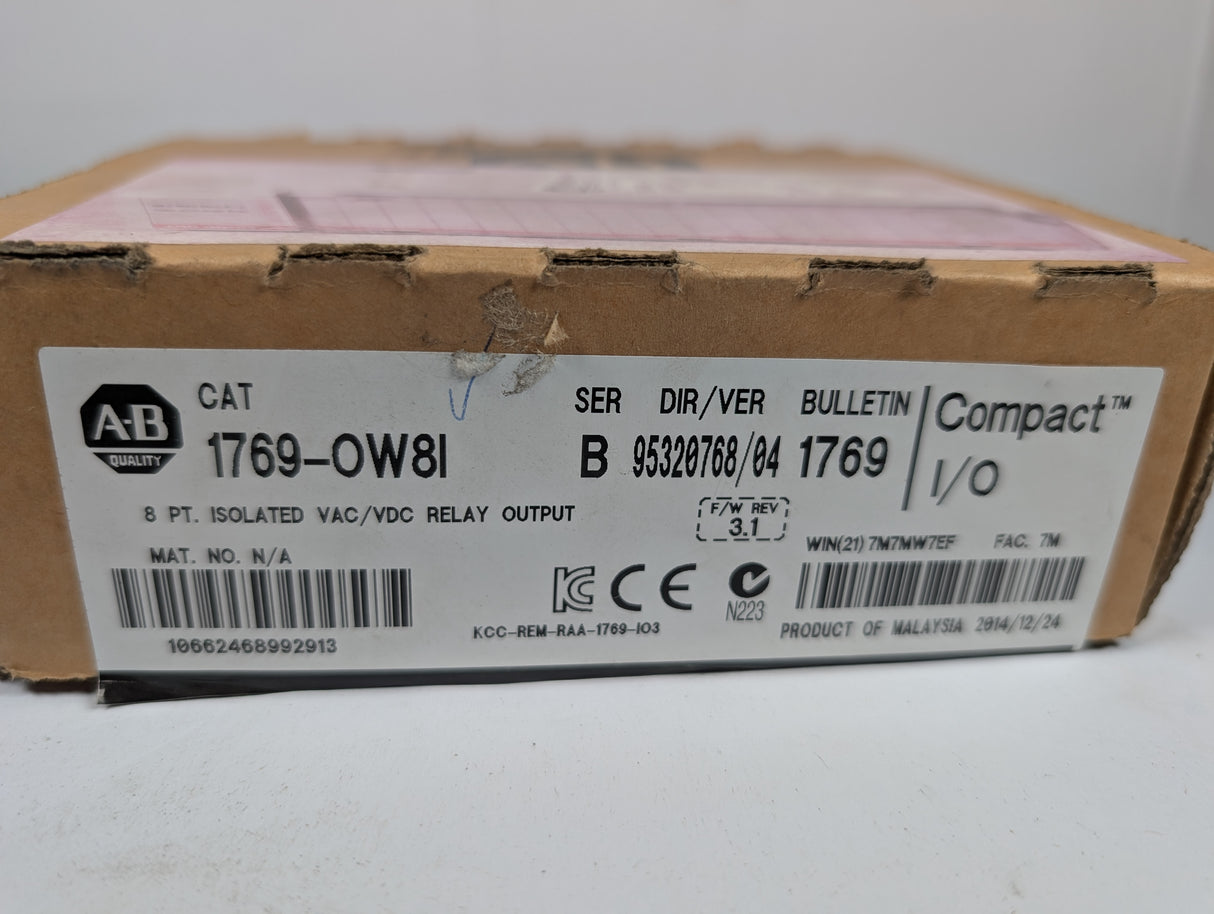 A-B
QUALITY
CAT
1769-OW8I
SER
B
DIR/VER
95320768/04
BULLETIN
1769
Compact™
I/O
8 PT. ISOLATED VAC/VDC RELAY OUTPUT
F/W REV
3.1
MAT. NO. N/A
WIN(21) 7M7MW7EF FAC. 7M
10662468992913
KCC-REM-RAA-1769-IO3
CE
N223
PRODUCT OF MALAYSIA 2014/12/24